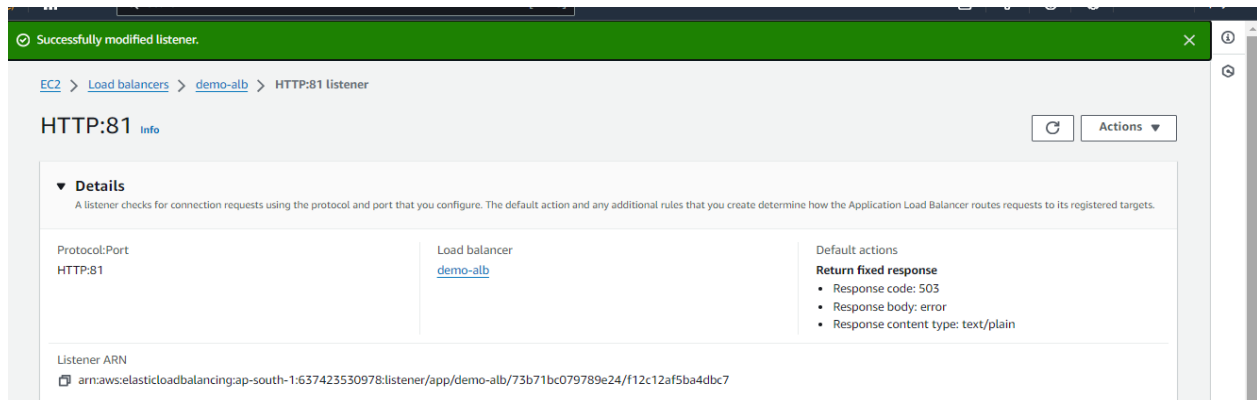 Successfully modified listener.
EC2 > Load balancers > demo-alb > HTTP:81 listener
HTTP:81 Info
Actions
Details
A listener checks for connection requests using the protocol and port that you configure. The default action and any additional rules that you create determine how the Application Load Balancer routes requests to its registered targets.
Protocol:Port
HTTP:81
Load balancer
demo-alb
Default actions
Return fixed response
• Response code: 503
• Response body: error
• Response content type: text/plain
Listener ARN
arn:aws:elasticloadbalancing:ap-south-1:637423530978:listener/app/demo-alb/73b71bc079789e24/f12c12af5ba4dbc7